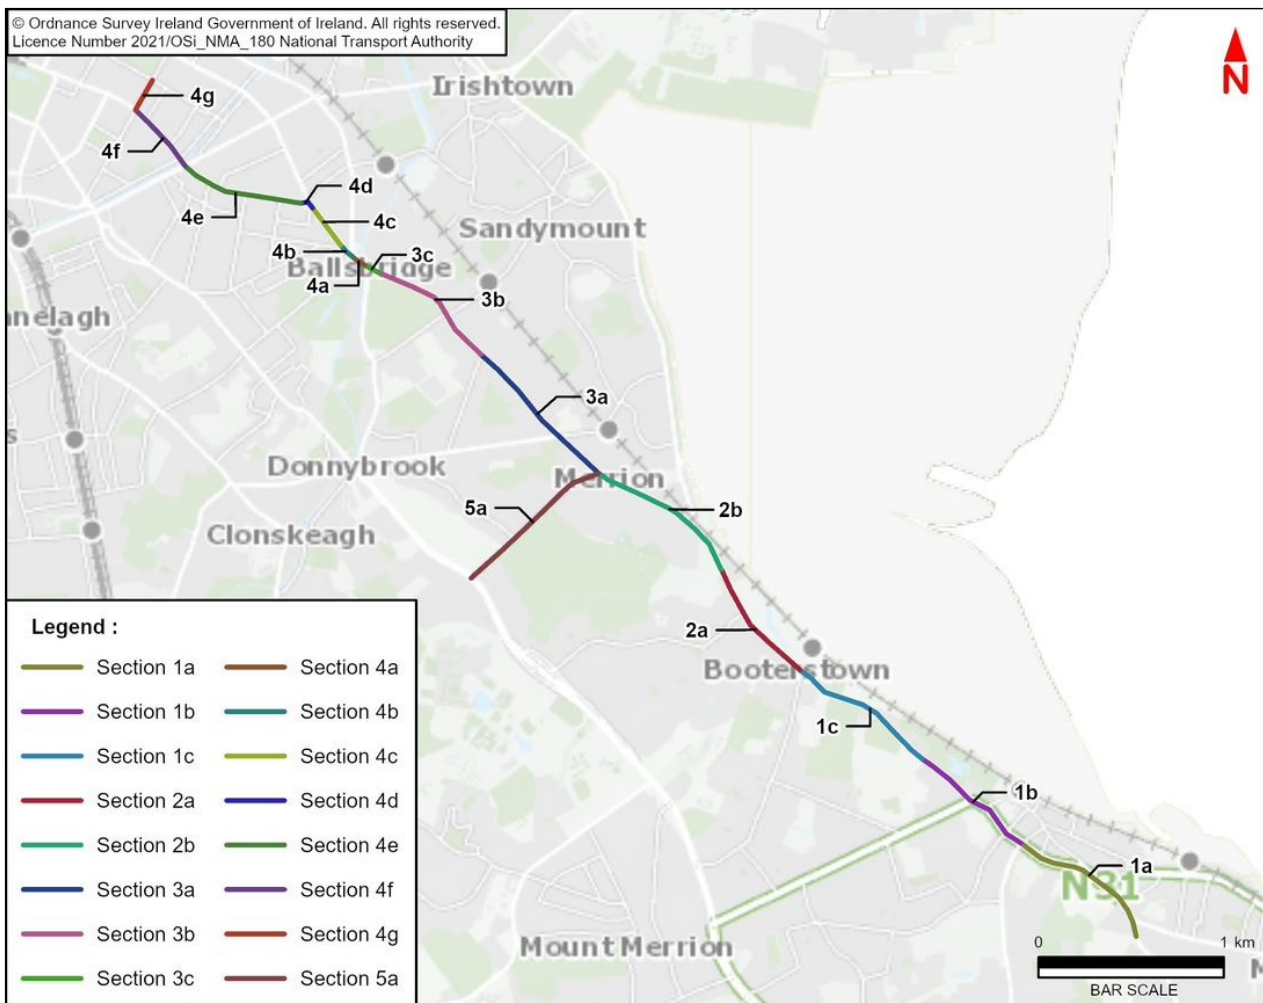 © Ordnance Survey Ireland Government of Ireland. All rights reserved.
Licence Number 2021/OSi_NMA_180 National Transport Authority
N
Irishtown
4g
4f
4d
4e
4c
Sandymount
4b
3c
Ballsbridge
4a
3b
nelagh
3a
Donnybrook
Merrion
5a
2b
Clonskeagh
2a
Booterstown
1c
1b
1a
N31
Mount Merrion
Legend :
Section 1a
Section 4a
Section 1b
Section 4b
Section 1c
Section 4c
Section 2a
Section 4d
Section 2b
Section 4e
Section 3a
Section 4f
Section 3b
Section 4g
Section 3c
Section 5a
0 1 km
BAR SCALE